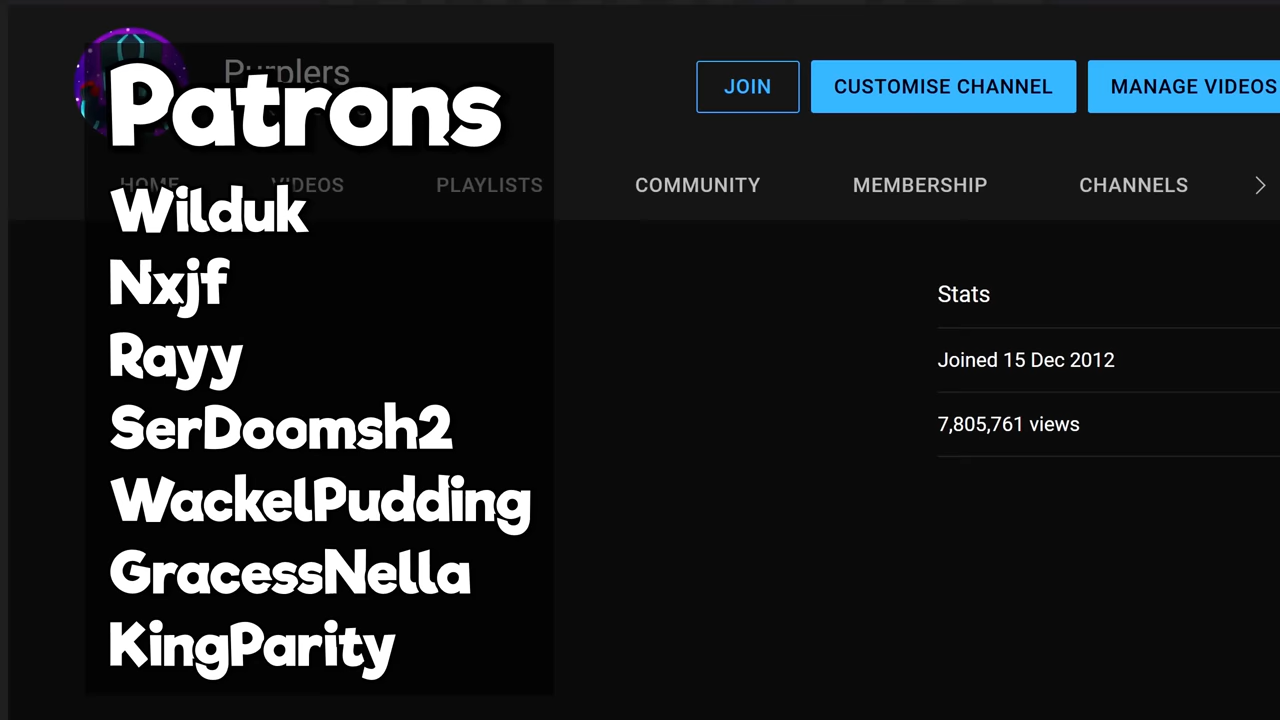 Purplers
Patrons
JOIN
CUSTOMISE CHANNEL
MANAGE VIDEOS
HOME
VIDEOS
PLAYLISTS
COMMUNITY
MEMBERSHIP
CHANNELS
Wilduk
Nxjf
Rayy
SerDoomsh2
WackelPudding
GracessNella
KingParity
Stats
Joined 15 Dec 2012
7,805,761 views